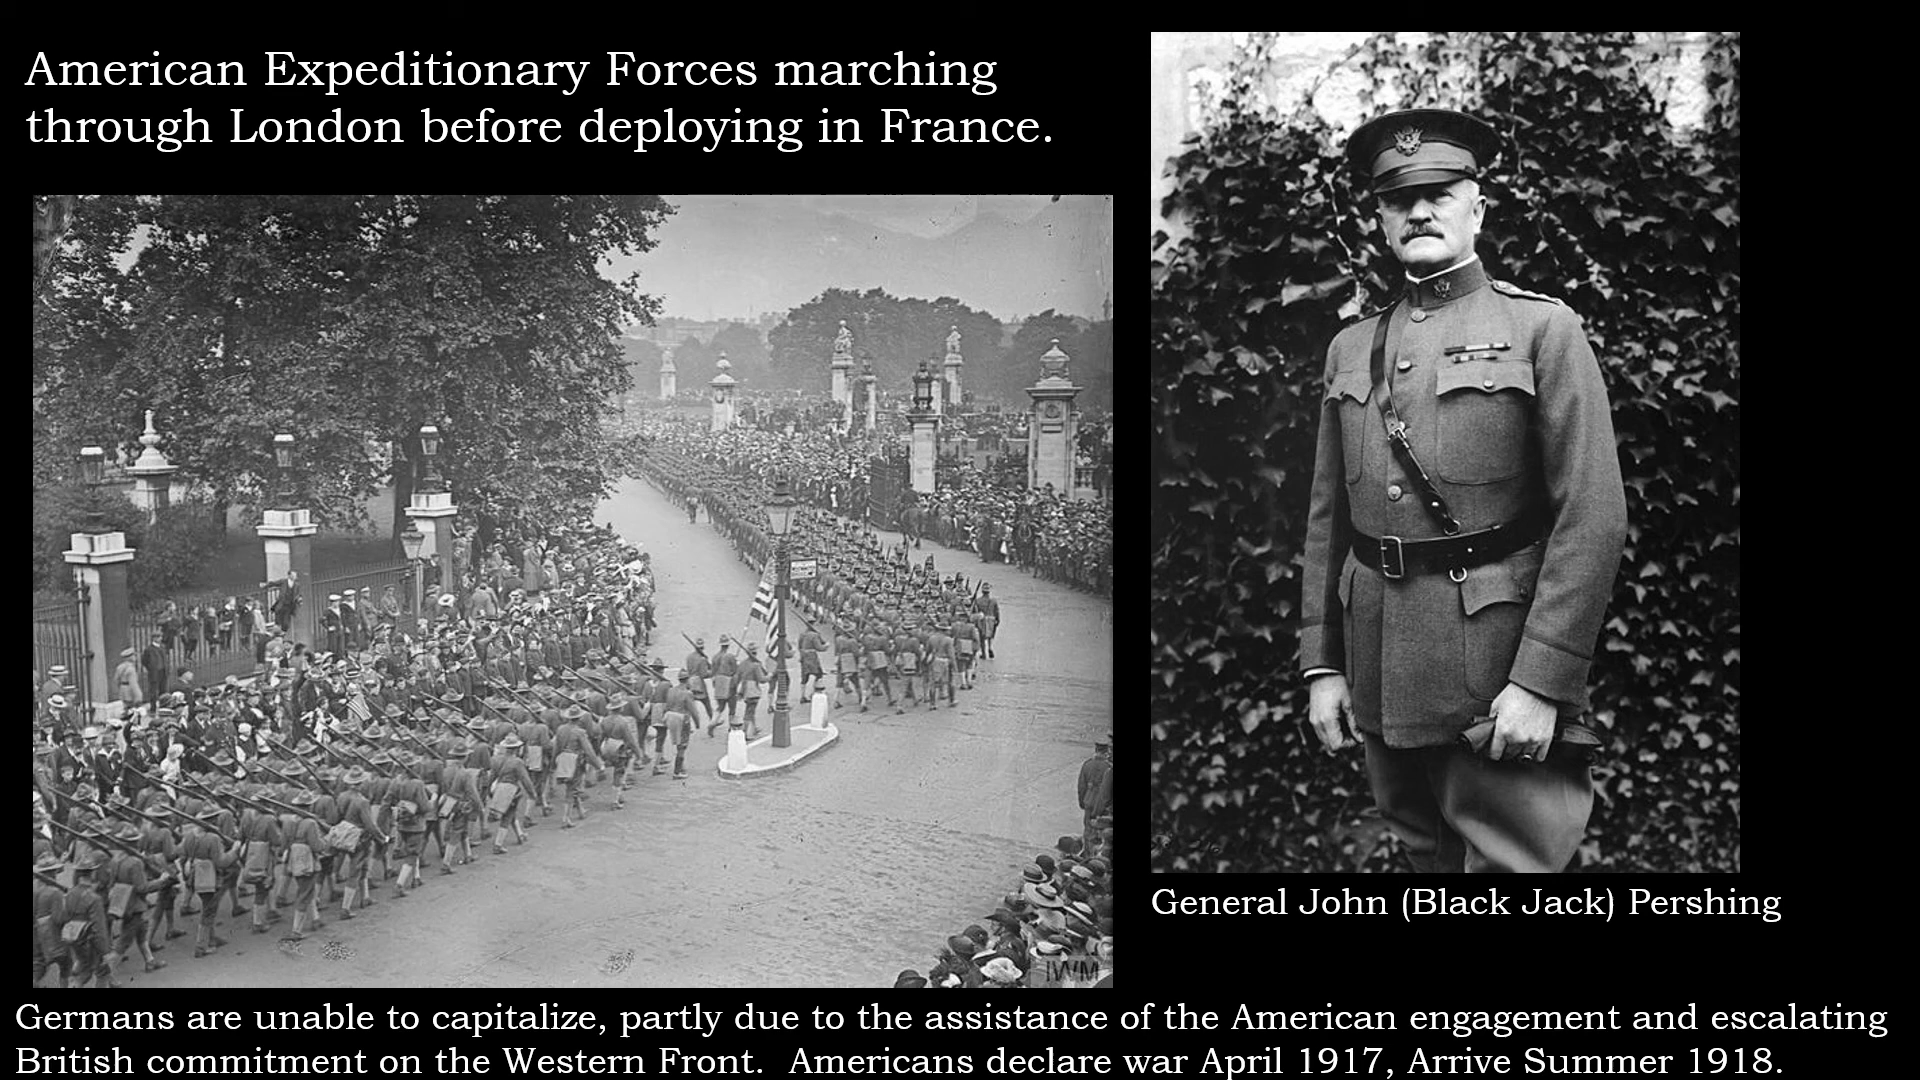 American Expeditionary Forces marching
through London before deploying in France.
General John (Black Jack) Pershing
IWM
Germans are unable to capitalize, partly due to the assistance of the American engagement and escalating
British commitment on the Western Front.  Americans declare war April 1917, Arrive Summer 1918.